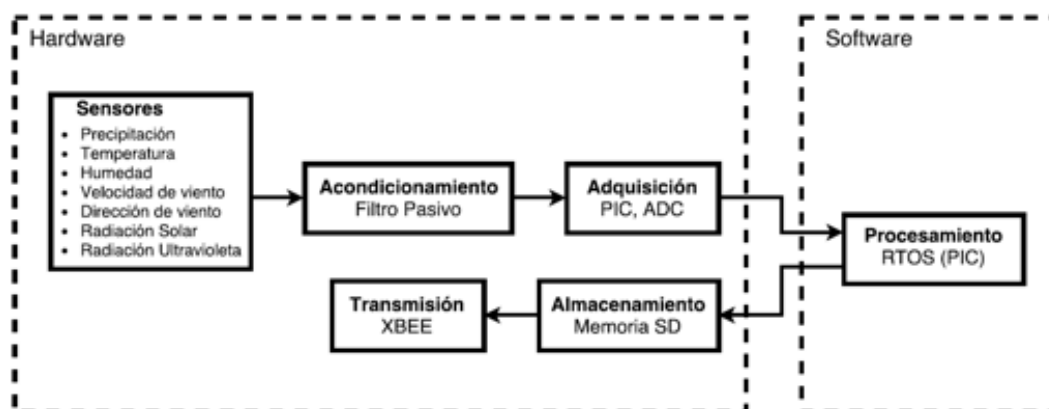 Hardware
Sensores
• Precipitación
• Temperatura
• Humedad
• Velocidad de viento
• Dirección de viento
• Radiación Solar
• Radiación Ultravioleta
Acondicionamiento
Filtro Pasivo
Adquisición
PIC, ADC
Transmisión
XBEE
Almacenamiento
Memoria SD
Software
Procesamiento
RTOS (PIC)